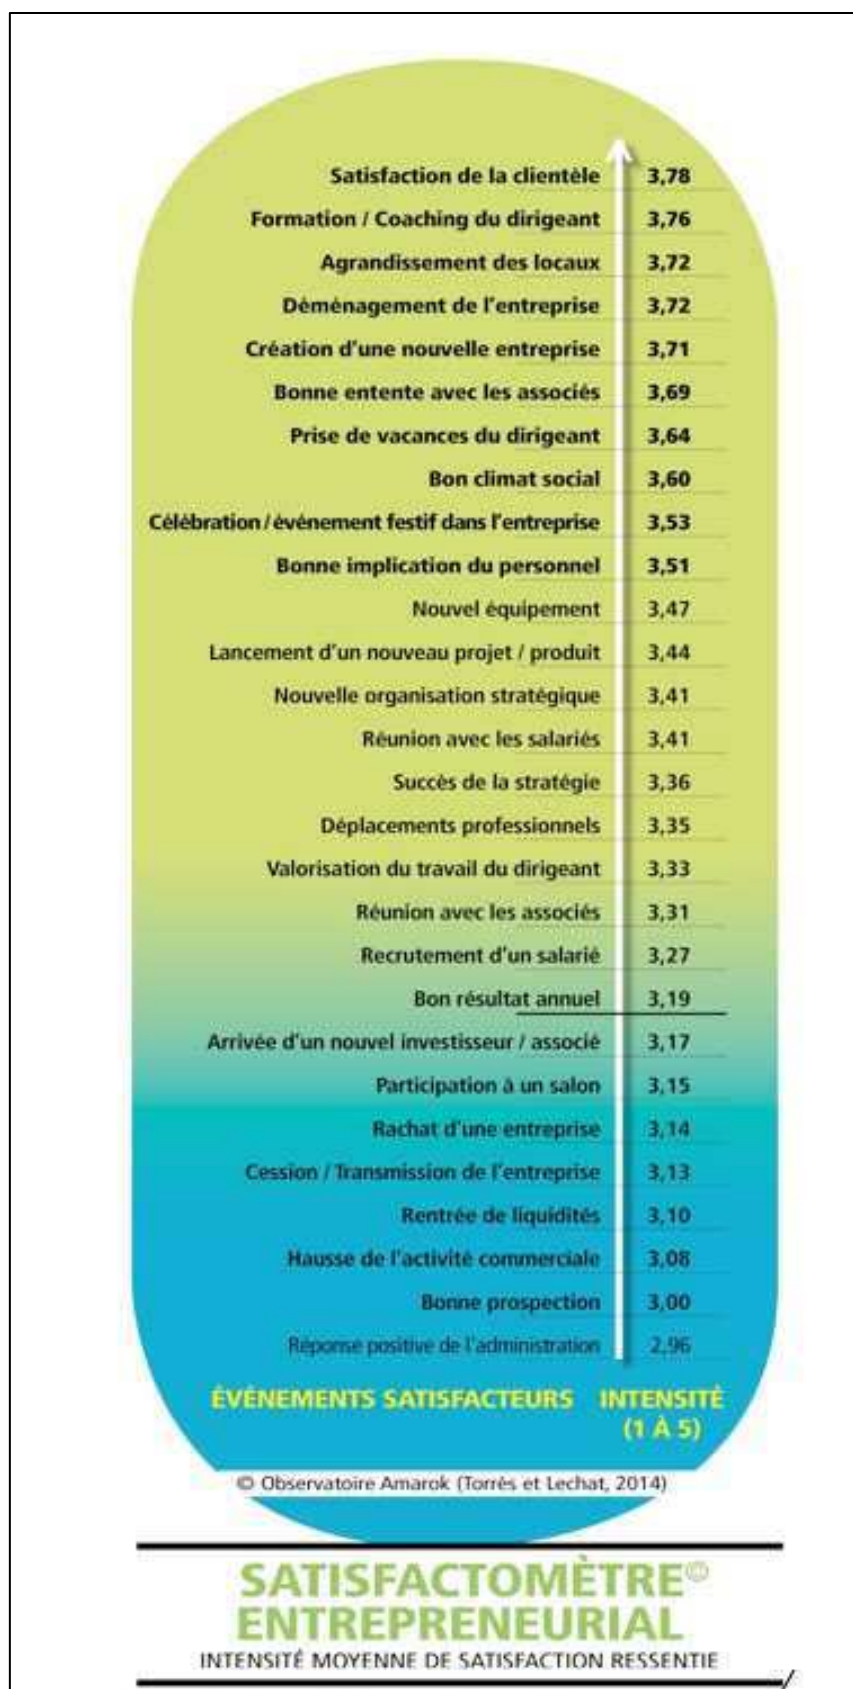 Satisfaction de la clientèle 3,78
Formation / Coaching du dirigeant 3,76
Agrandissement des locaux 3,72
Déménagement de l'entreprise 3,72
Création d'une nouvelle entreprise 3,71
Bonne entente avec les associés 3,69
Prise de vacances du dirigeant 3,64
Bon climat social 3,60
Célébration / événement festif dans l'entreprise 3,53
Bonne implication du personnel 3,51
Nouvel équipement 3,47
Lancement d'un nouveau projet / produit 3,44
Nouvelle organisation stratégique 3,41
Réunion avec les salariés 3,41
Succès de la stratégie 3,36
Déplacements professionnels 3,35
Valorisation du travail du dirigeant 3,33
Réunion avec les associés 3,31
Recrutement d'un salarié 3,27
Bon résultat annuel 3,19
Arrivée d'un nouvel investisseur / associé 3,17
Participation à un salon 3,15
Rachat d'une entreprise 3,14
Cession / Transmission de l'entreprise 3,13
Rentrée de liquidités 3,10
Hausse de l'activité commerciale 3,08
Bonne prospection 3,00
Réponse positive de l'administration 2,96
ÉVÉNEMENTS SATISFACTEURS INTENSITÉ
(1 À 5)
© Observatoire Amarok (Torrès et Lechat, 2014)
SATISFACTOMÈTRE©
ENTREPRENEURIAL
INTENSITÉ MOYENNE DE SATISFACTION RESSENTIE
/